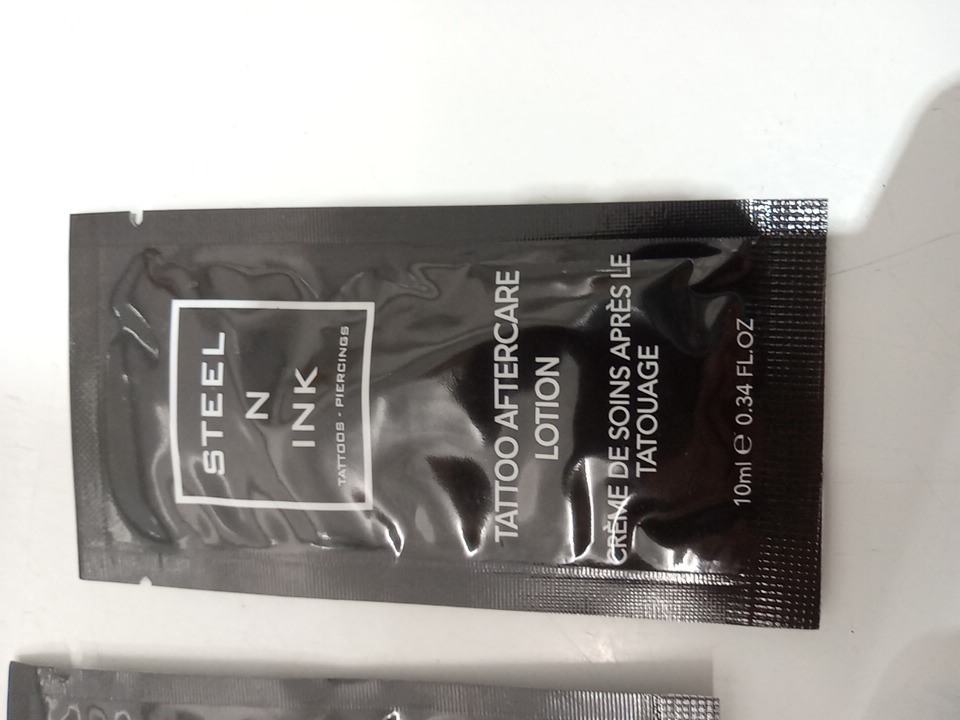 STEEL
N
INK
TATTOOS - PIERCINGS
TATTOO AFTERCARE
LOTION
CRÈME DE SOINS APRÈS LE
TATOUAGE
10ml e 0.34 FL.OZ